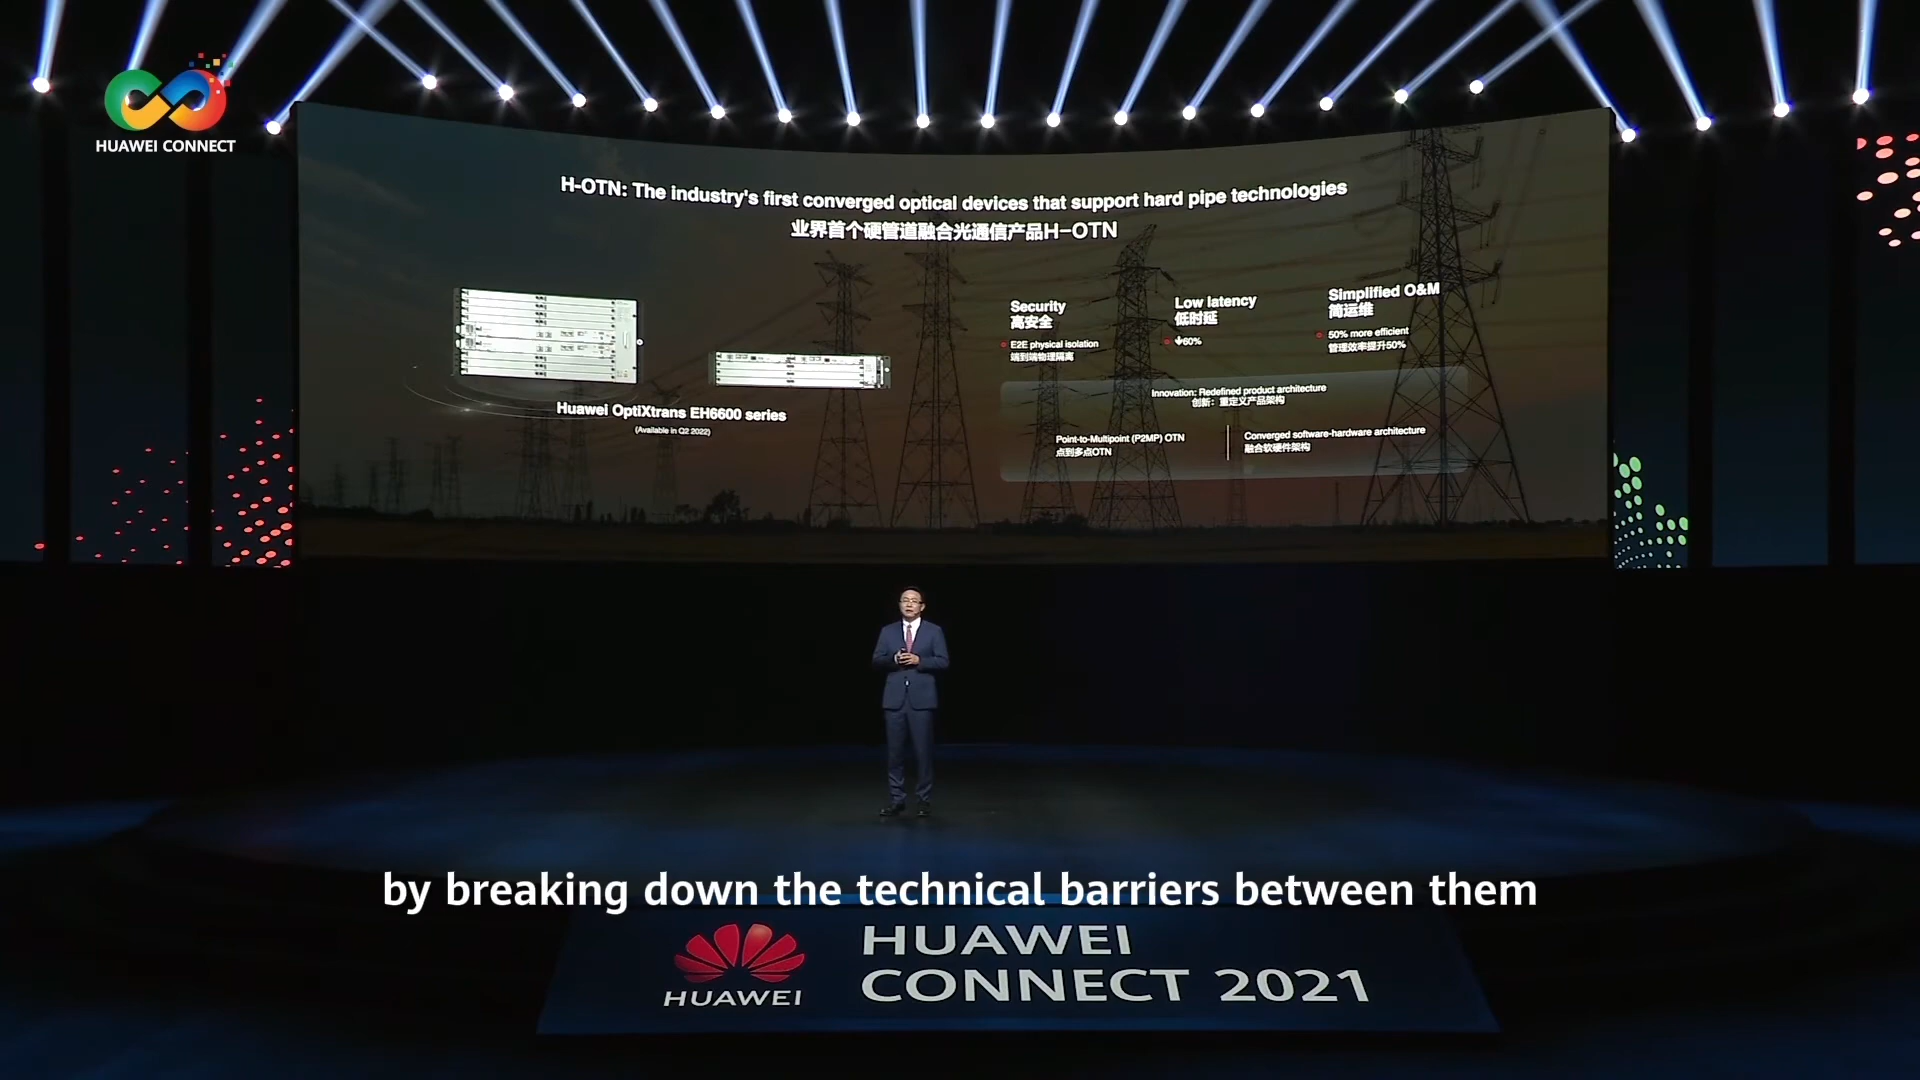 HUAWEI CONNECT
H-OTN: The industry's first converged optical devices that support hard pipe technologies
业界首个硬管道融合光通信产品H-OTN
Huawei OptiXtrans EH6600 series
(Available in Q2 2022)
Security
高安全
E2E physical isolation
端到端物理隔离
Low latency
低时延
↓60%
Simplified O&M
简运维
50% more efficient
管理效率提升50%
Innovation: Redefined product architecture
创新：重定义产品架构
Point-to-Multipoint (P2MP) OTN
点到多点OTN
Converged software-hardware architecture
融合软硬件架构
by breaking down the technical barriers between them
HUAWEI
HUAWEI
CONNECT 2021